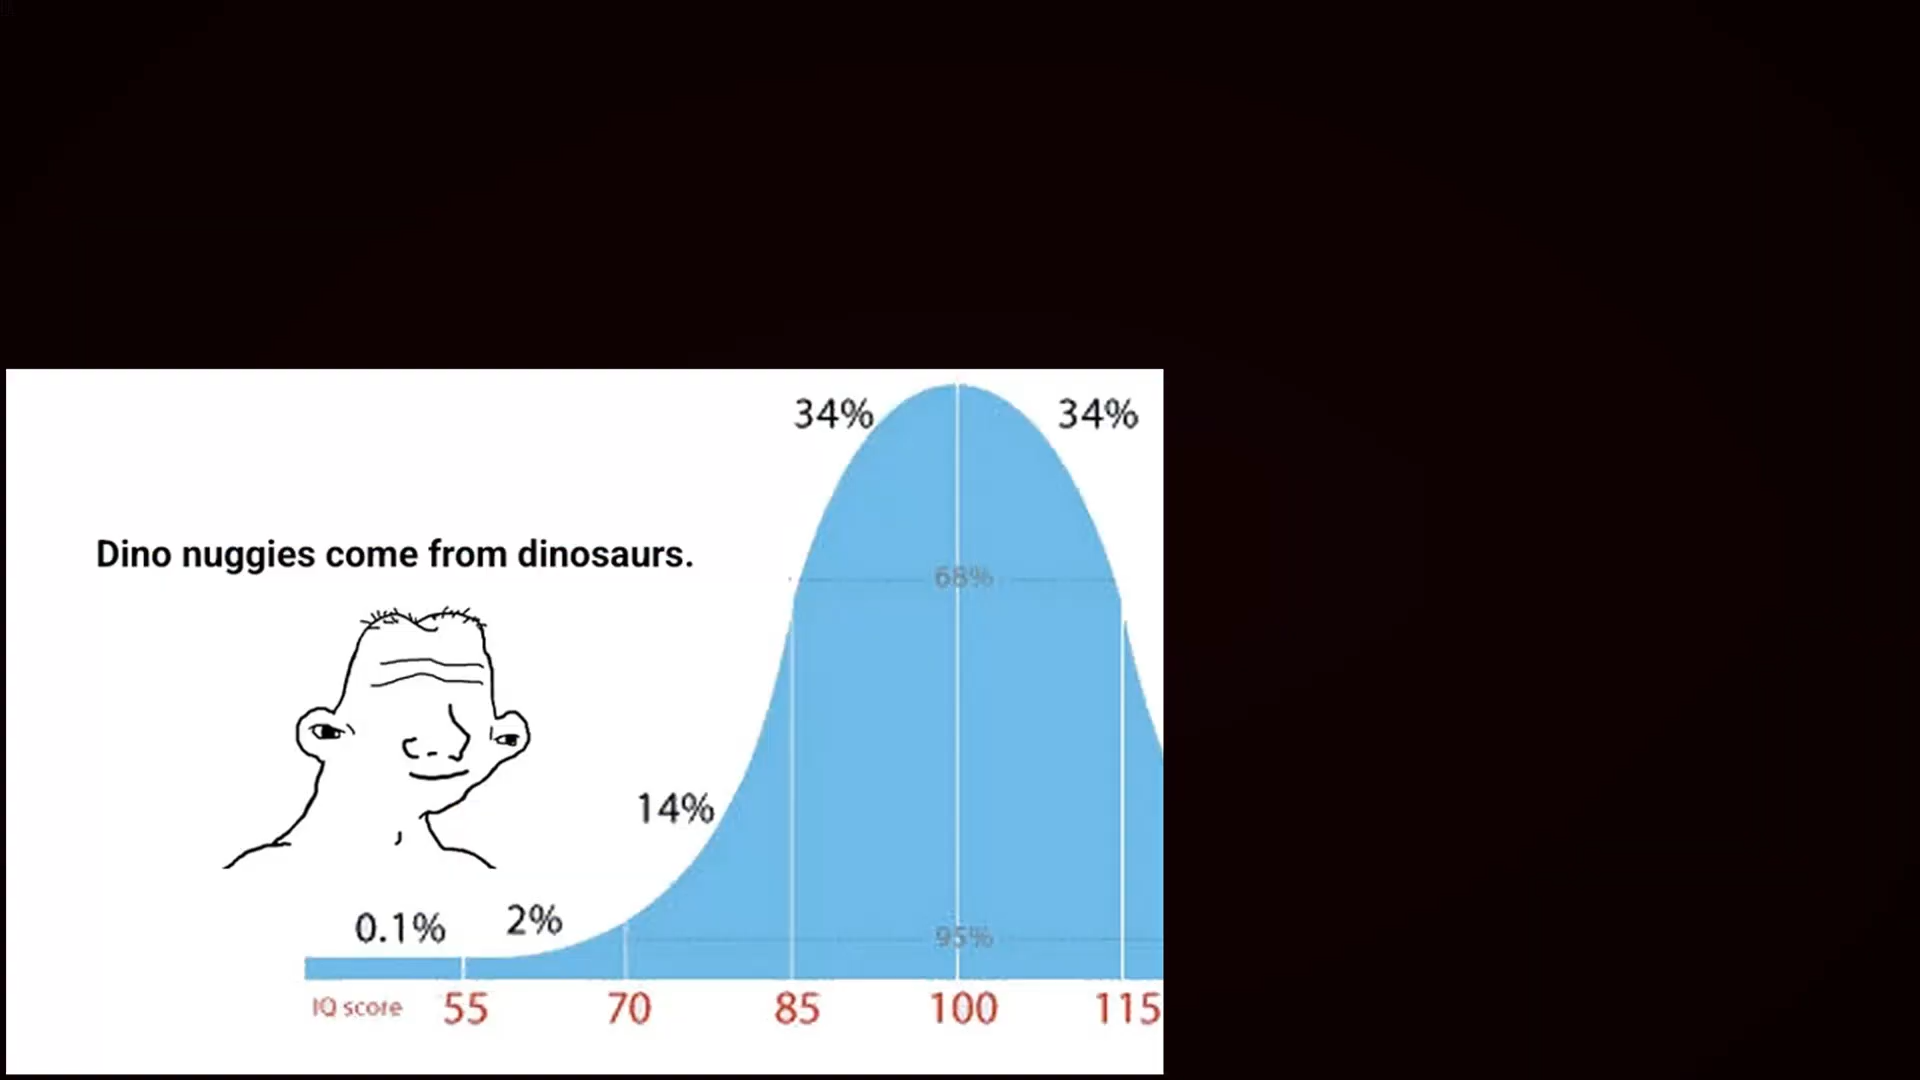 34% 34%
Dino nuggies come from dinosaurs.
68%
14%
0.1% 2%
95%
IQ score 55 70 85 100 115